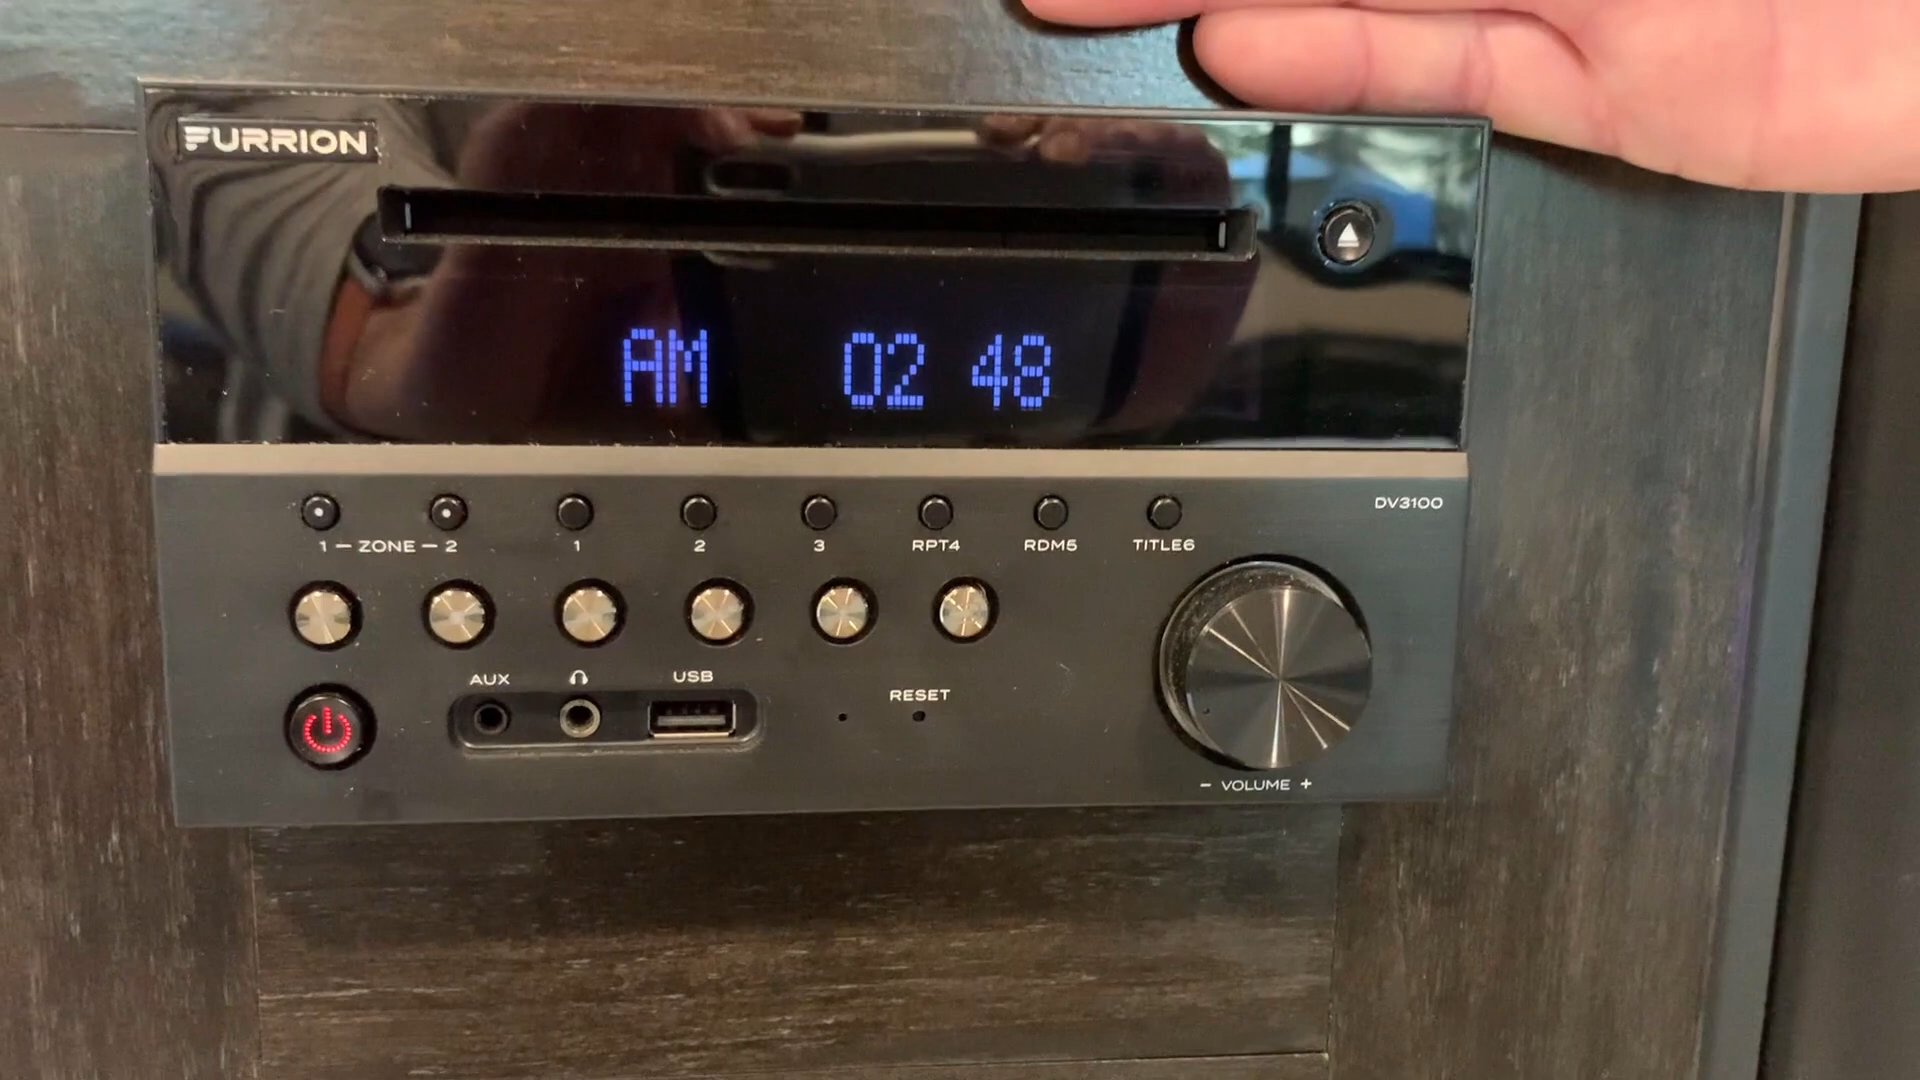 FURRION
AM 02 48
DV3100
1 — ZONE — 2 1 2 3 RPT4 RDM5 TITLE6
AUX USB
RESET
– VOLUME +